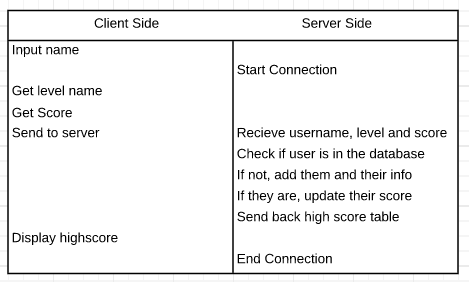 Client Side
Server Side
Input name
Start Connection
Get level name
Get Score
Send to server
Recieve username, level and score
Check if user is in the database
If not, add them and their info
If they are, update their score
Send back high score table
Display highscore
End Connection